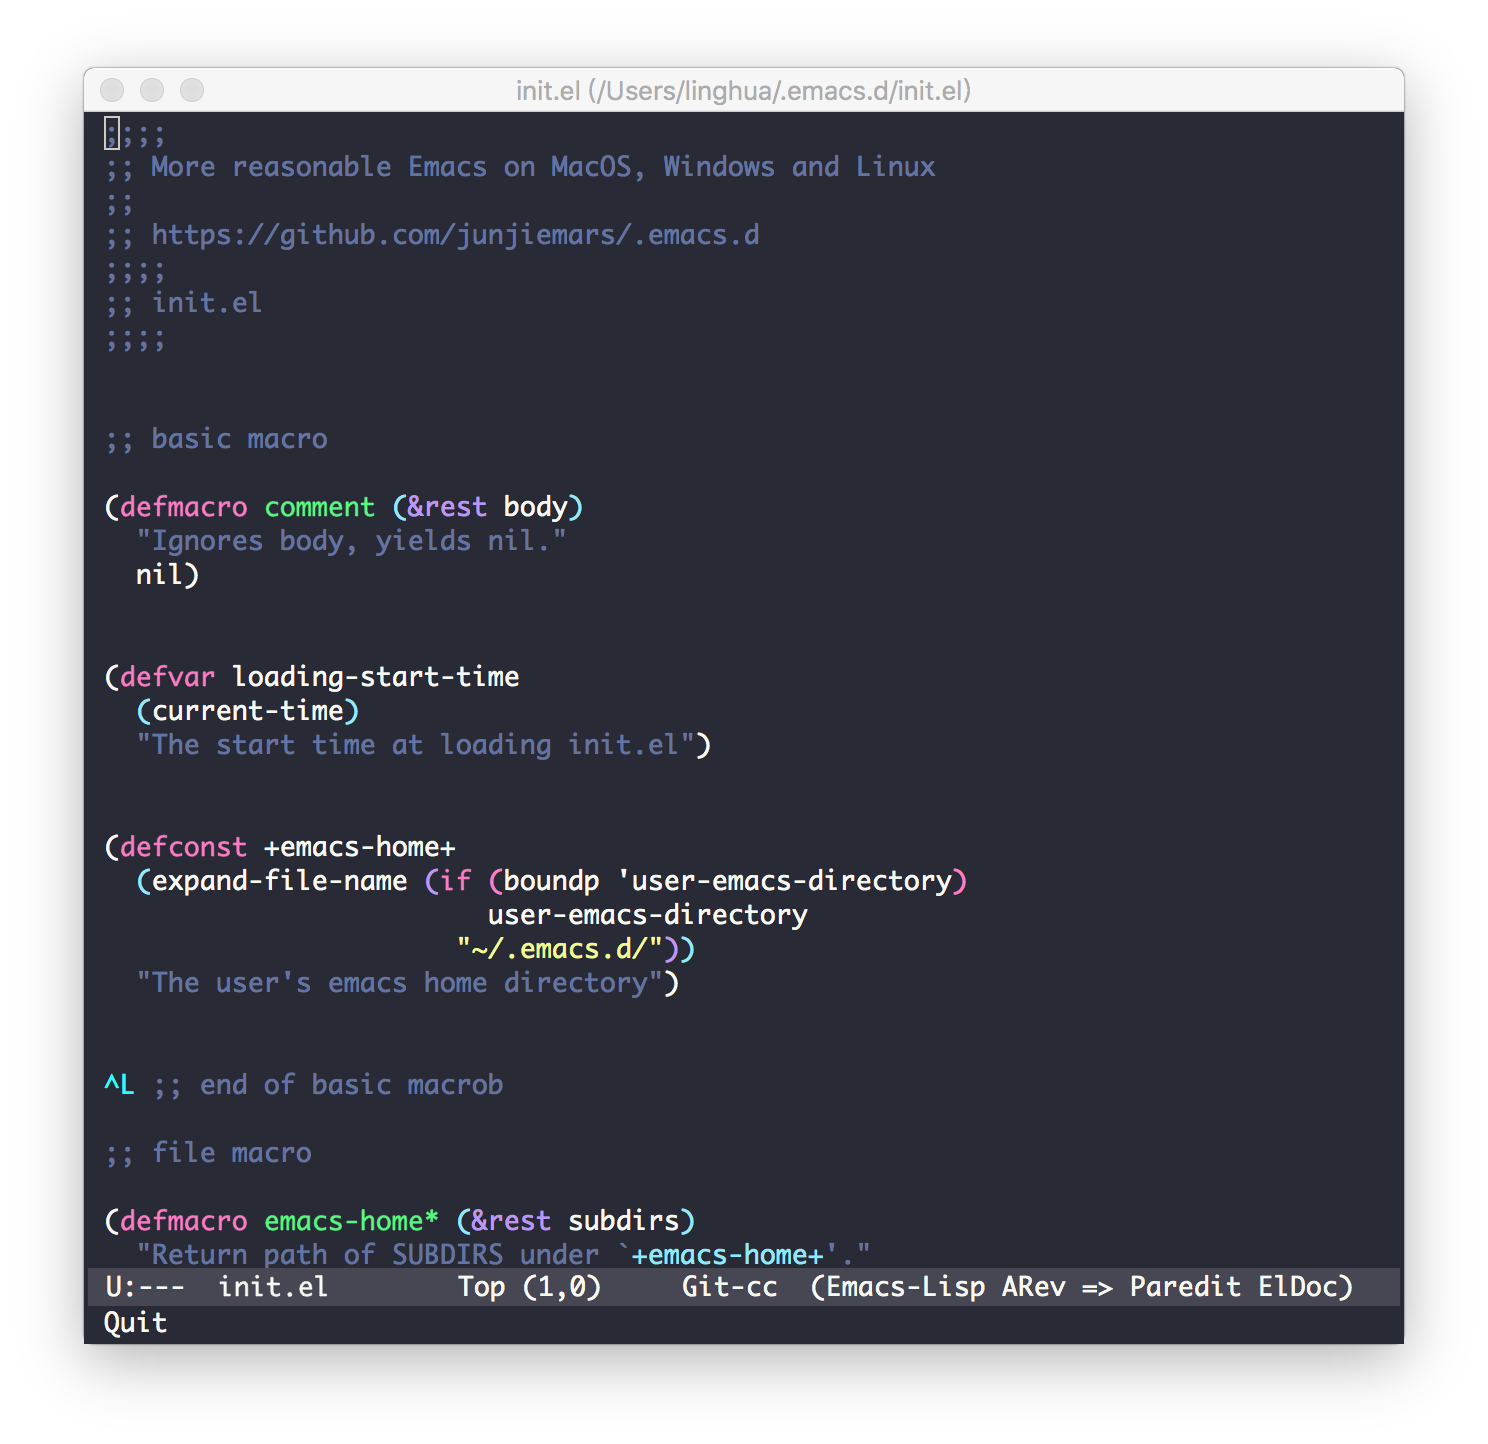 init.el (/Users/linghua/.emacs.d/init.el)
;;;;
;; More reasonable Emacs on MacOS, Windows and Linux
;;
;; https://github.com/junjiemars/.emacs.d
;;;;
;; init.el
;;;;
;; basic macro
(defmacro comment (&rest body)
  "Ignores body, yields nil."
  nil)
(defvar loading-start-time
  (current-time)
  "The start time at loading init.el")
(defconst +emacs-home+
  (expand-file-name (if (boundp 'user-emacs-directory)
                        user-emacs-directory
                      "~/.emacs.d/"))
  "The user's emacs home directory")
^L ;; end of basic macrob
;; file macro
(defmacro emacs-home* (&rest subdirs)
  "Return path of SUBDIRS under `+emacs-home+'."
U:---  init.el        Top (1,0)     Git-cc  (Emacs-Lisp ARev => Paredit ElDoc)
Quit